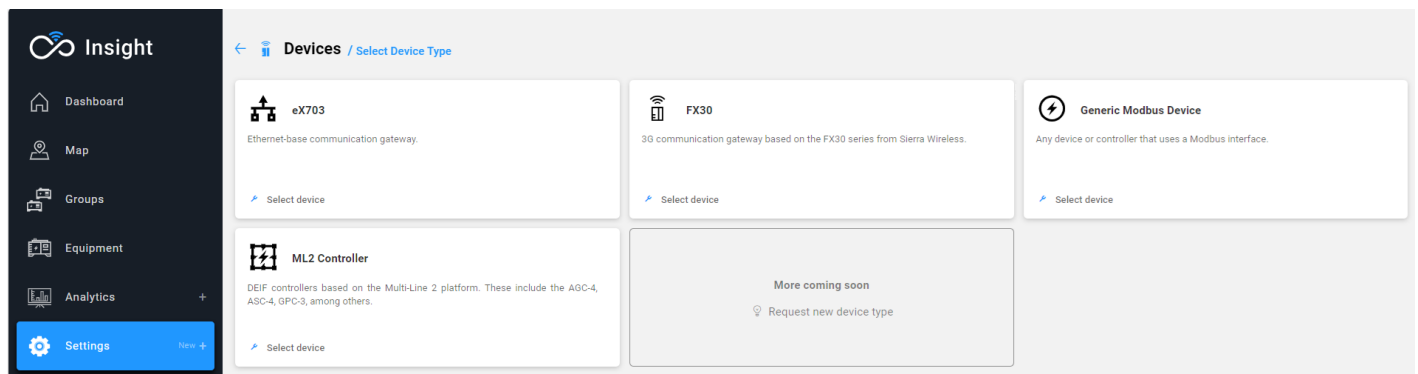 Insight
Dashboard
Map
Groups
Equipment
Analytics +
Settings New +
← Devices / Select Device Type
eX703
Ethernet-base communication gateway.
Select device
FX30
3G communication gateway based on the FX30 series from Sierra Wireless.
Select device
Generic Modbus Device
Any device or controller that uses a Modbus interface.
Select device
ML2 Controller
DEIF controllers based on the Multi-Line 2 platform. These include the AGC-4,
ASC-4, GPC-3, among others.
Select device
More coming soon
Request new device type